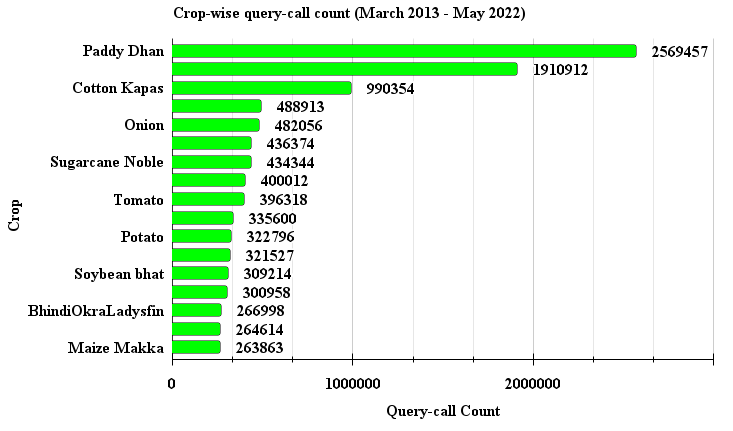 Crop-wise query-call count (March 2013 - May 2022)
Paddy Dhan 2569457
1910912
Cotton Kapas 990354
488913
Onion 482056
436374
Sugarcane Noble 434344
400012
Tomato 396318
335600
Potato 322796
321527
Soybean bhat 309214
300958
BhindiOkraLadysfin 266998
264614
Maize Makka 263863
Crop
0 1000000 2000000
Query-call Count